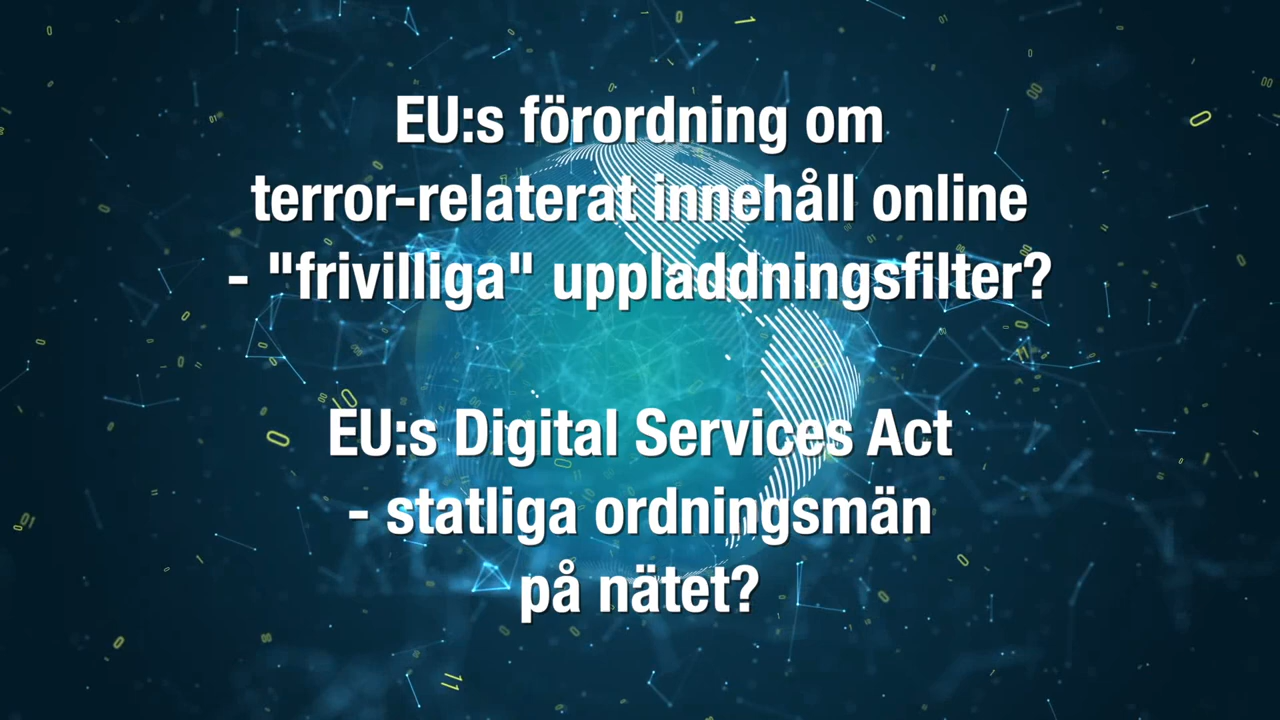 EU:s förordning om
terror-relaterat innehåll online
- "frivilliga" uppladdningsfilter?
EU:s Digital Services Act
- statliga ordningsmän
på nätet?